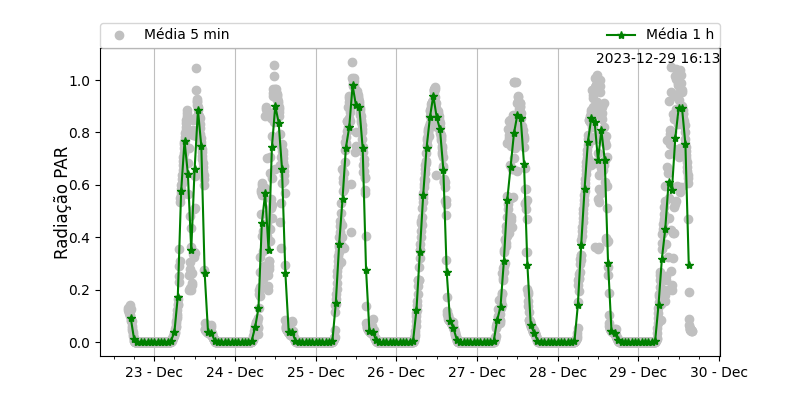 Média 5 min
Média 1 h
2023-12-29 16:13
Radiação PAR
1.0
0.8
0.6
0.4
0.2
0.0
23 - Dec
24 - Dec
25 - Dec
26 - Dec
27 - Dec
28 - Dec
29 - Dec
30 - Dec